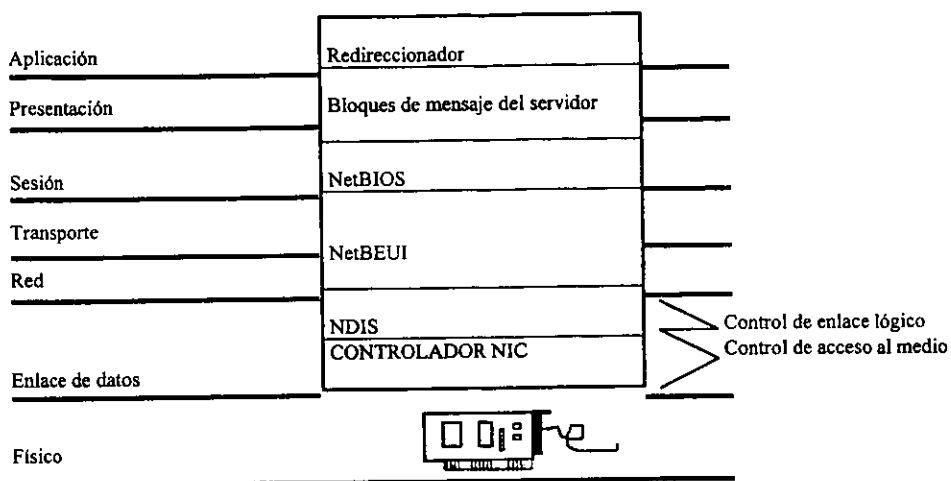 Aplicación
Redireccionador
Presentación
Bloques de mensaje del servidor
Sesión
NetBIOS
Transporte
NetBEUI
Red
NDIS
Control de enlace lógico
CONTROLADOR NIC
Control de acceso al medio
Enlace de datos
Físico